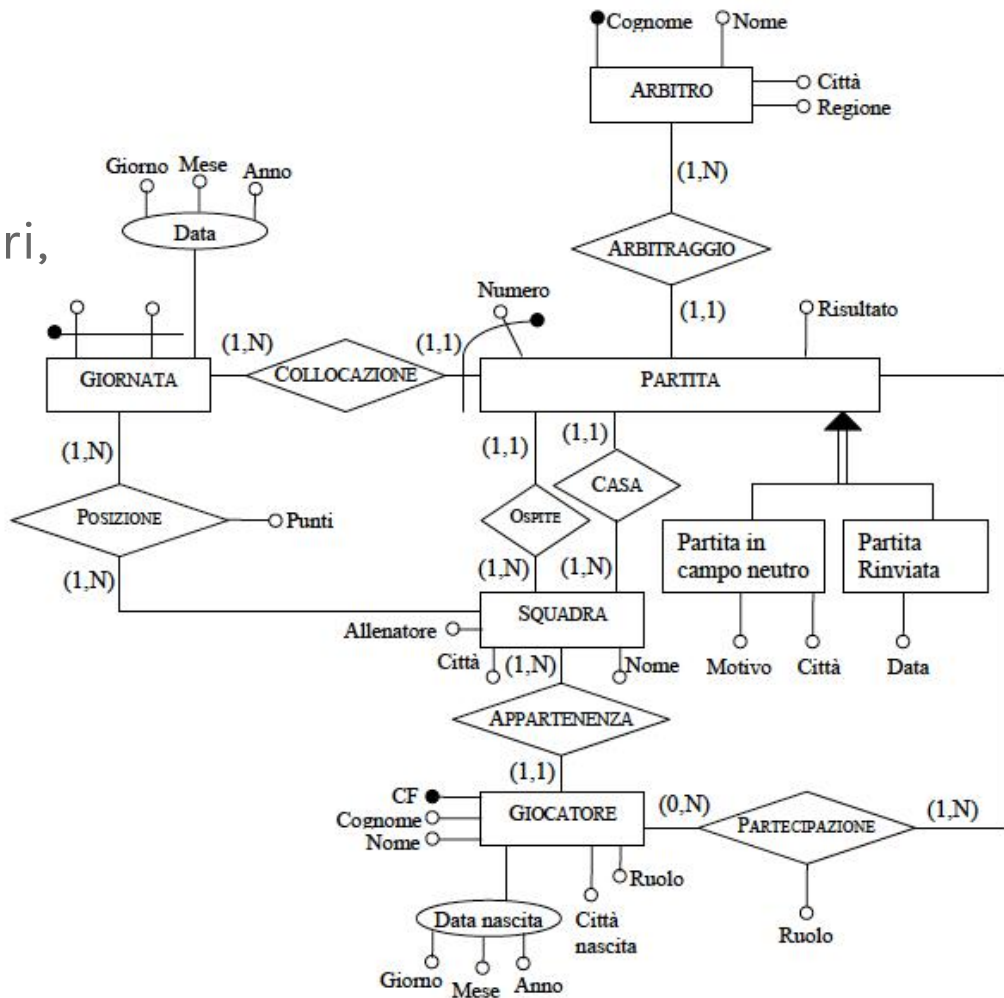 Cognome Nome
ARBITRO
Città
Regione
(1,N)
Giorno Mese Anno
Data
ri,
ARBITRAGGIO
Numero
(1,1)
Risultato
(1,N)
(1,1)
GIORNATA
COLLOCAZIONE
PARTITA
(1,N)
(1,1)
(1,1)
CASA
POSIZIONE
Punti
OSPITE
Partita in
campo neutro
Partita
Rinviata
(1,N)
(1,N)
(1,N)
SQUADRA
Allenatore
Città
(1,N)
Nome
Motivo
Città
Data
APPARTENENZA
(1,1)
CF
Cognome
Nome
GIOCATORE
(0,N)
PARTECIPAZIONE
(1,N)
Ruolo
Data nascita
Città
nascita
Ruolo
Giorno Mese Anno